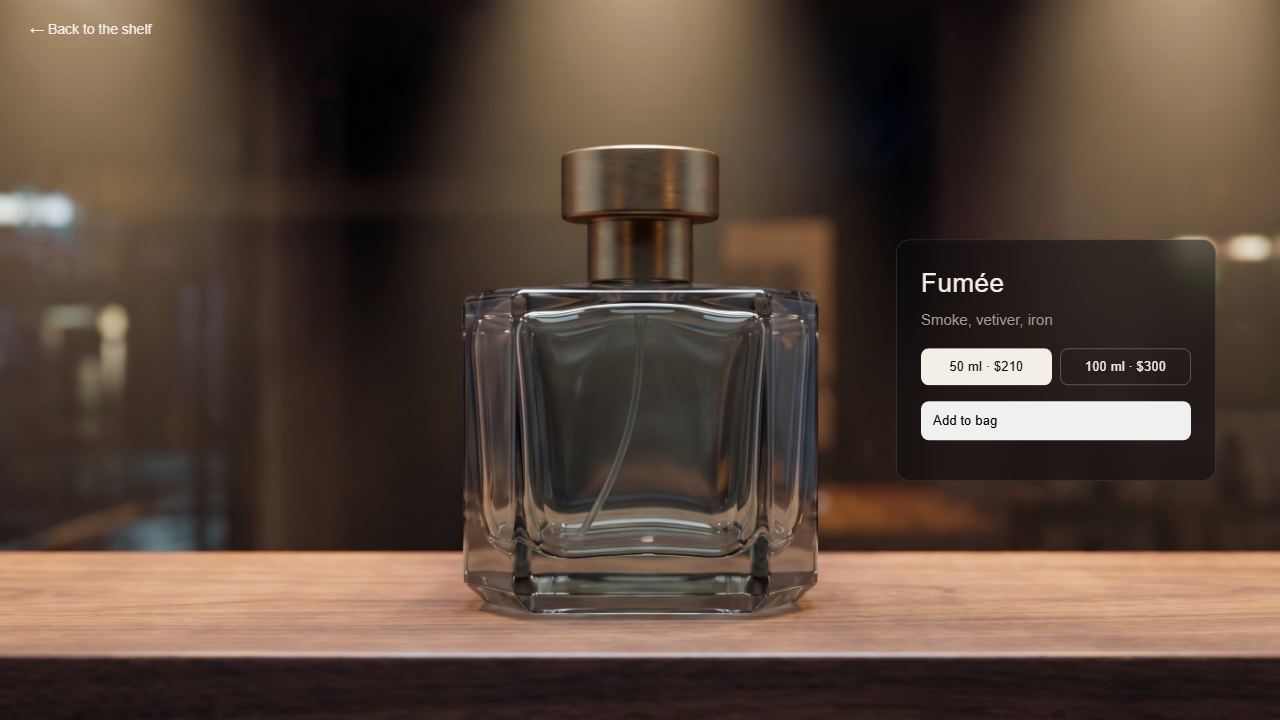 ← Back to the shelf
Fumée
Smoke, vetiver, iron
50 ml · $210
100 ml · $300
Add to bag